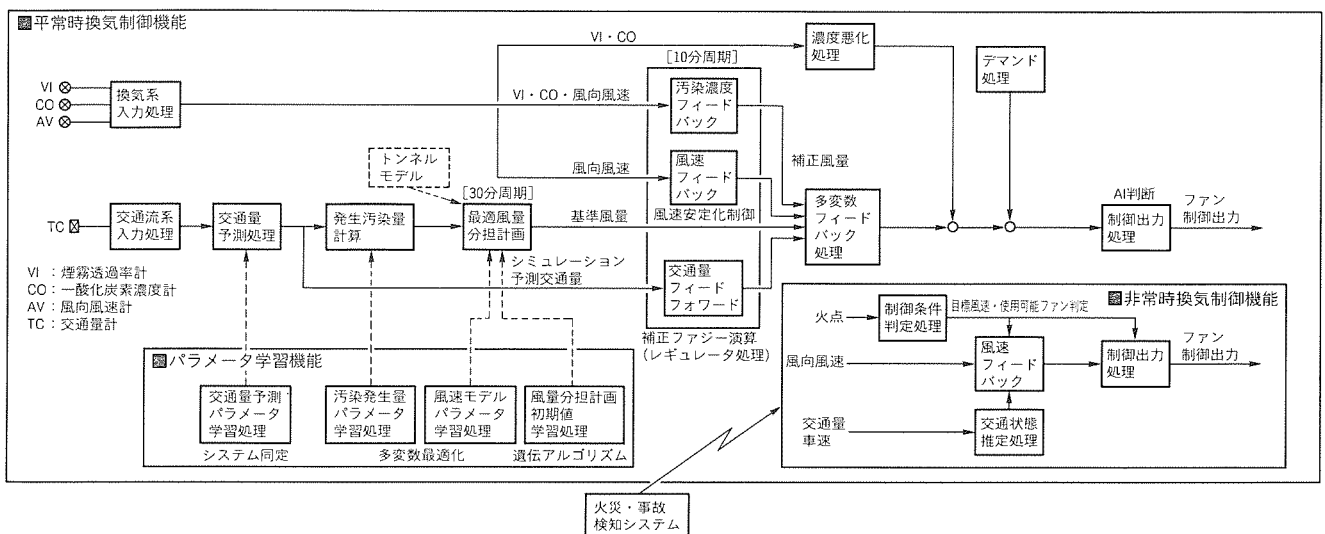 ■平常時換気制御機能
VI
CO
AV
換気系
入力処理
VI・CO
濃度悪化
処理
デマンド
処理
[10分周期]
VI・CO・風向風速
汚染濃度
フィード
バック
風向風速
風速
フィード
バック
風速安定化制御
補正風量
トンネル
モデル
[30分周期]
TC
交通流系
入力処理
交通量
予測処理
発生汚染量
計算
最適風量
分担計画
基準風量
多変数
フィード
バック
処理
AI判断
制御出力
処理
ファン
制御出力
シミュレーション
予測交通量
交通量
フィード
フォワード
補正ファジー演算
(レギュレータ処理)
VI：煙霧透過率計
CO：一酸化炭素濃度計
AV：風向風速計
TC：交通量計
■パラメータ学習機能
交通量予測
パラメータ
学習処理
システム同定
汚染発生量
パラメータ
学習処理
風速モデル
パラメータ
学習処理
多変数最適化
風量分担計画
初期値
学習処理
遺伝アルゴリズム
■非常時換気制御機能
火点
制御条件
判定処理
目標風速・使用可能ファン判定
風向風速
風速
フィード
バック
制御出力
処理
ファン
制御出力
交通量
車速
交通状態
推定処理
火災・事故
検知システム